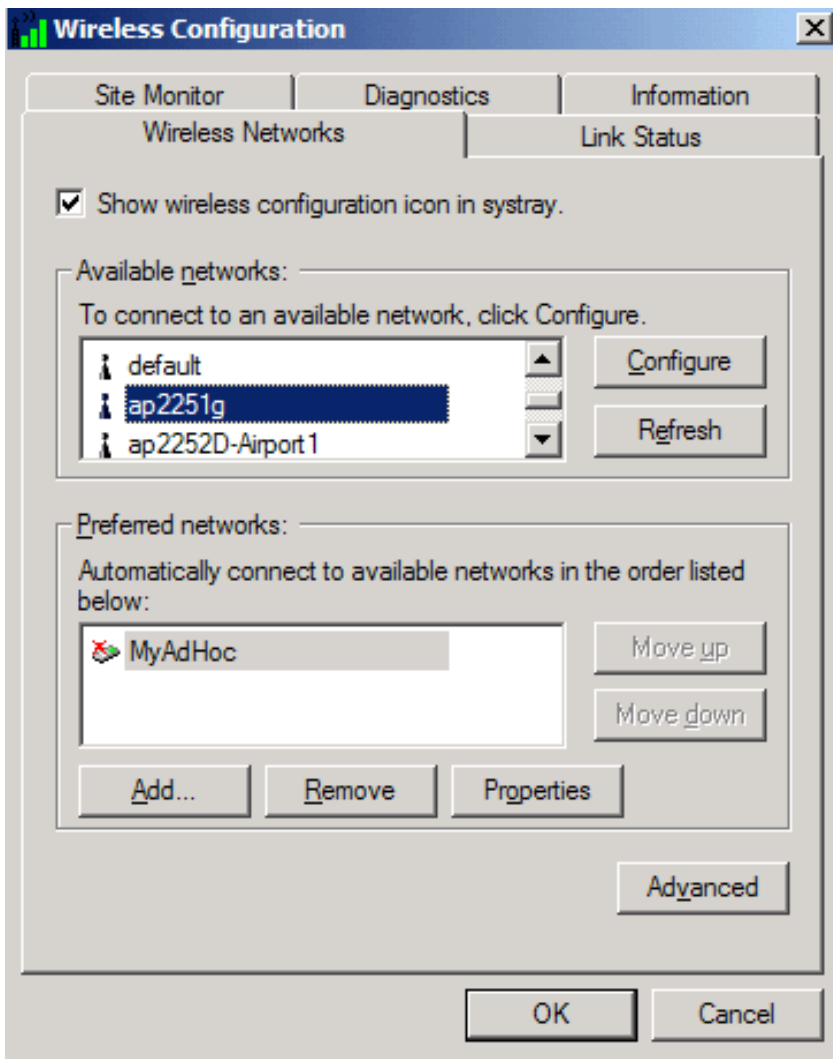 Wireless Configuration
Site Monitor Diagnostics Information
Wireless Networks Link Status
Show wireless configuration icon in systray.
Available networks:
To connect to an available network, click Configure.
default
ap2251g
ap2252D-Airport1
Configure
Refresh
Preferred networks:
Automatically connect to available networks in the order listed
below:
MyAdHoc
Move up
Move down
Add... Remove Properties
Advanced
OK Cancel